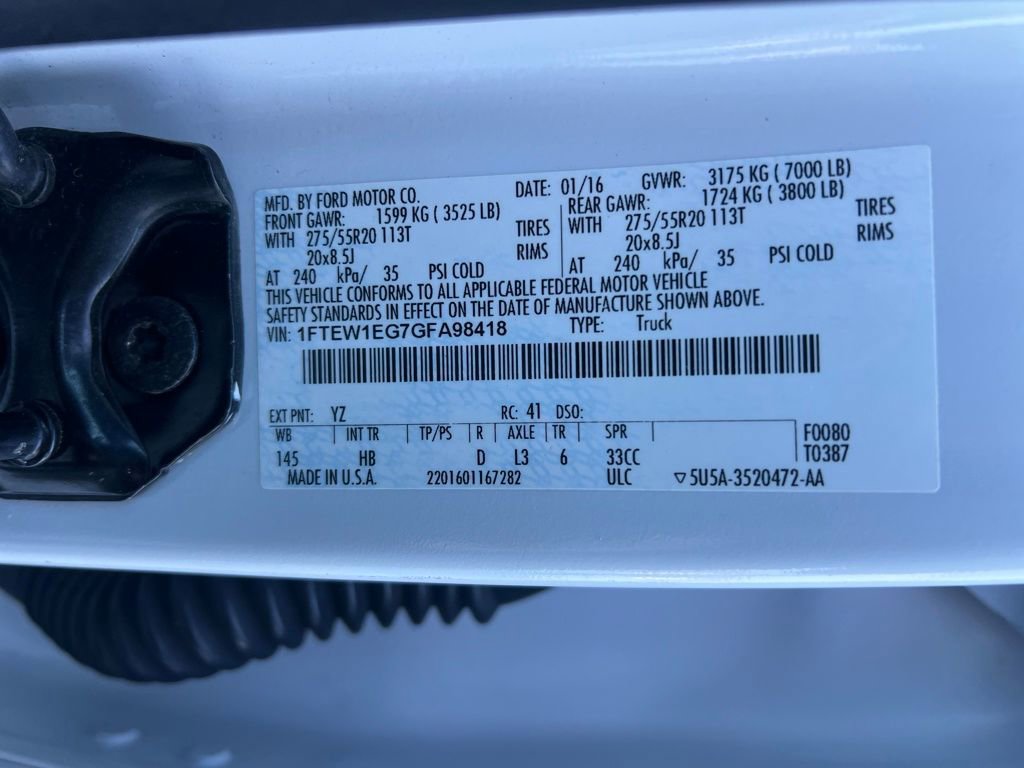 MFD. BY FORD MOTOR CO. DATE: 01/16 GVWR: 3175 KG ( 7000 LB)
FRONT GAWR: 1599 KG ( 3525 LB) REAR GAWR: 1724 KG ( 3800 LB)
WITH 275/55R20 113T TIRES WITH 275/55R20 113T TIRES
20x8.5J RIMS 20x8.5J RIMS
AT 240 kPa/ 35 PSI COLD AT 240 kPa/ 35 PSI COLD
THIS VEHICLE CONFORMS TO ALL APPLICABLE FEDERAL MOTOR VEHICLE
SAFETY STANDARDS IN EFFECT ON THE DATE OF MANUFACTURE SHOWN ABOVE.
VIN: 1FTEW1EG7GFA98418 TYPE: Truck
EXT PNT: YZ RC: 41 DSO:
WB INT TR TP/PS R AXLE TR SPR F0080
145 HB D L3 6 33CC T0387
MADE IN U.S.A. 2201601167282 ULC ▽5U5A-3520472-AA